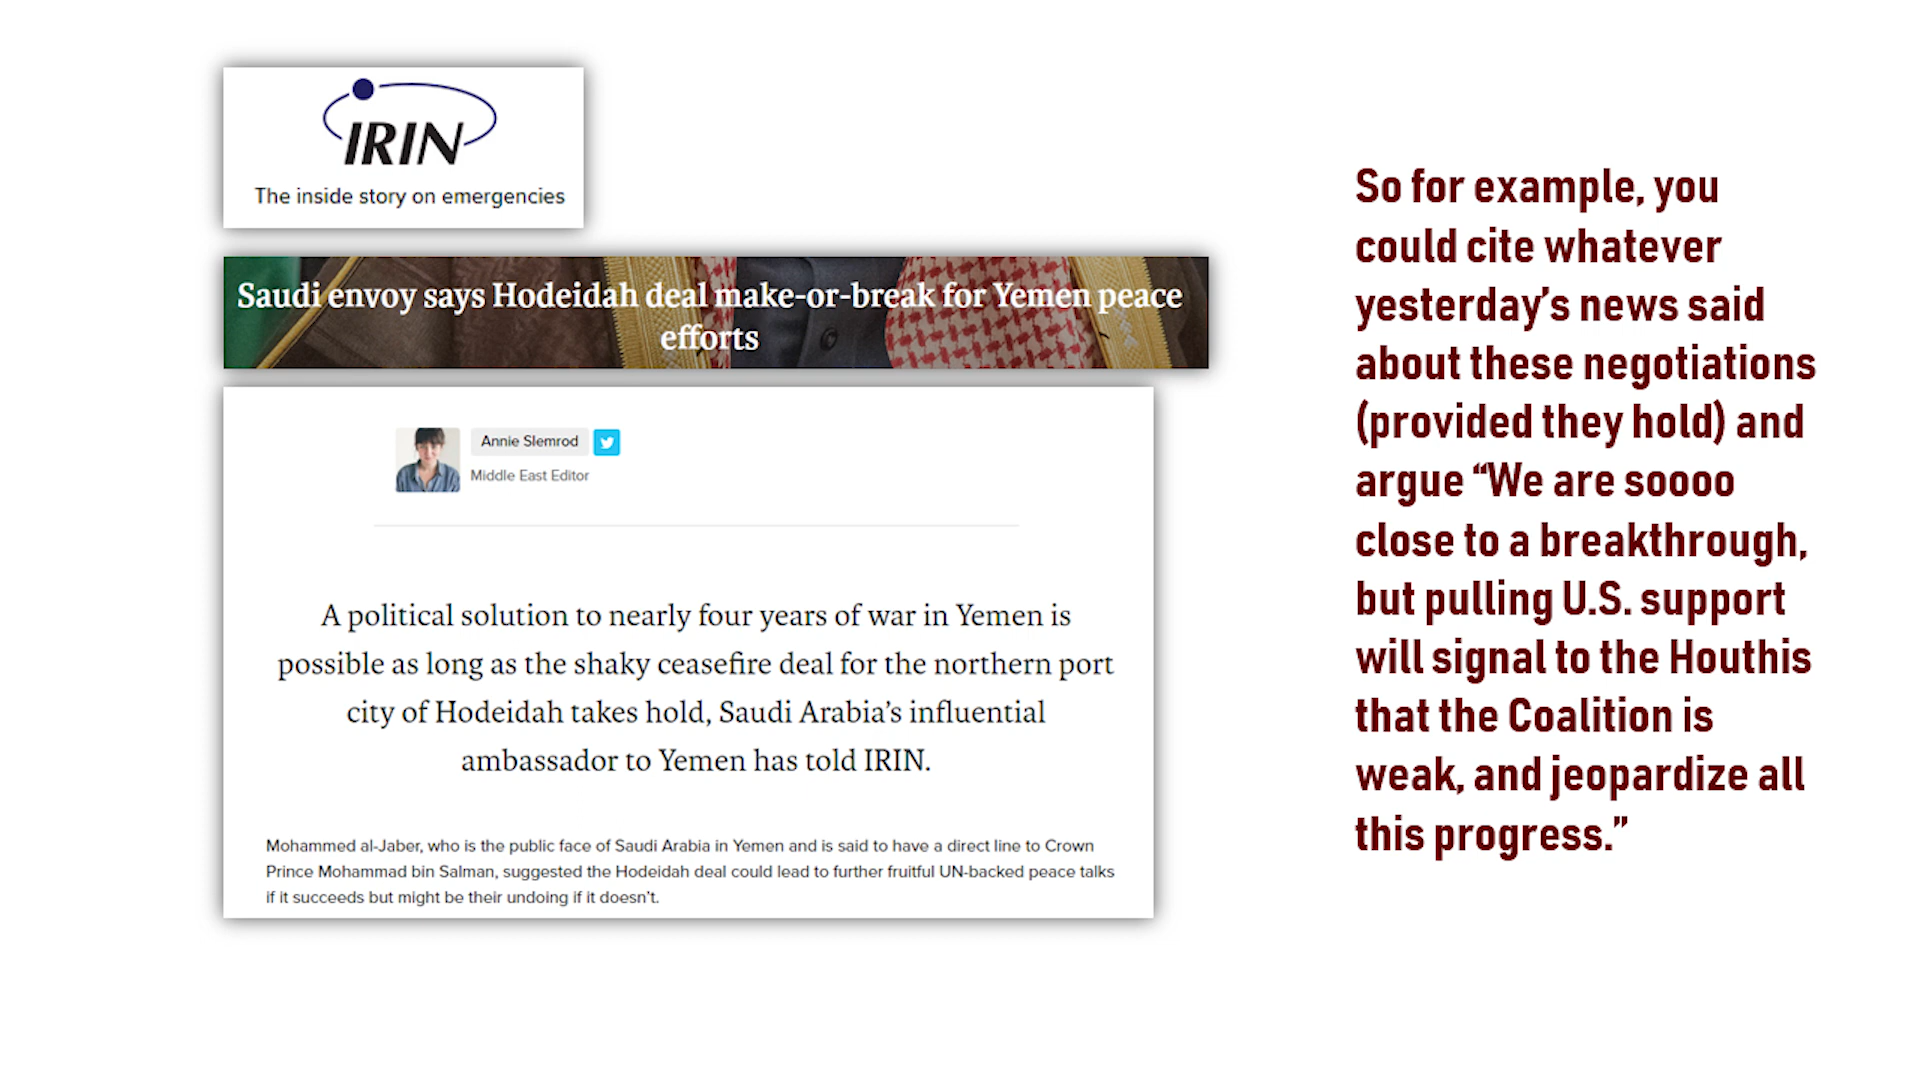 IRIN
The inside story on emergencies
Saudi envoy says Hodeidah deal make-or-break for Yemen peace
efforts
Annie Slemrod
Middle East Editor
A political solution to nearly four years of war in Yemen is
possible as long as the shaky ceasefire deal for the northern port
city of Hodeidah takes hold, Saudi Arabia’s influential
ambassador to Yemen has told IRIN.
Mohammed al-Jaber, who is the public face of Saudi Arabia in Yemen and is said to have a direct line to Crown
Prince Mohammad bin Salman, suggested the Hodeidah deal could lead to further fruitful UN-backed peace talks
if it succeeds but might be their undoing if it doesn’t.
So for example, you
could cite whatever
yesterday’s news said
about these negotiations
(provided they hold) and
argue “We are soooo
close to a breakthrough,
but pulling U.S. support
will signal to the Houthis
that the Coalition is
weak, and jeopardize all
this progress.”